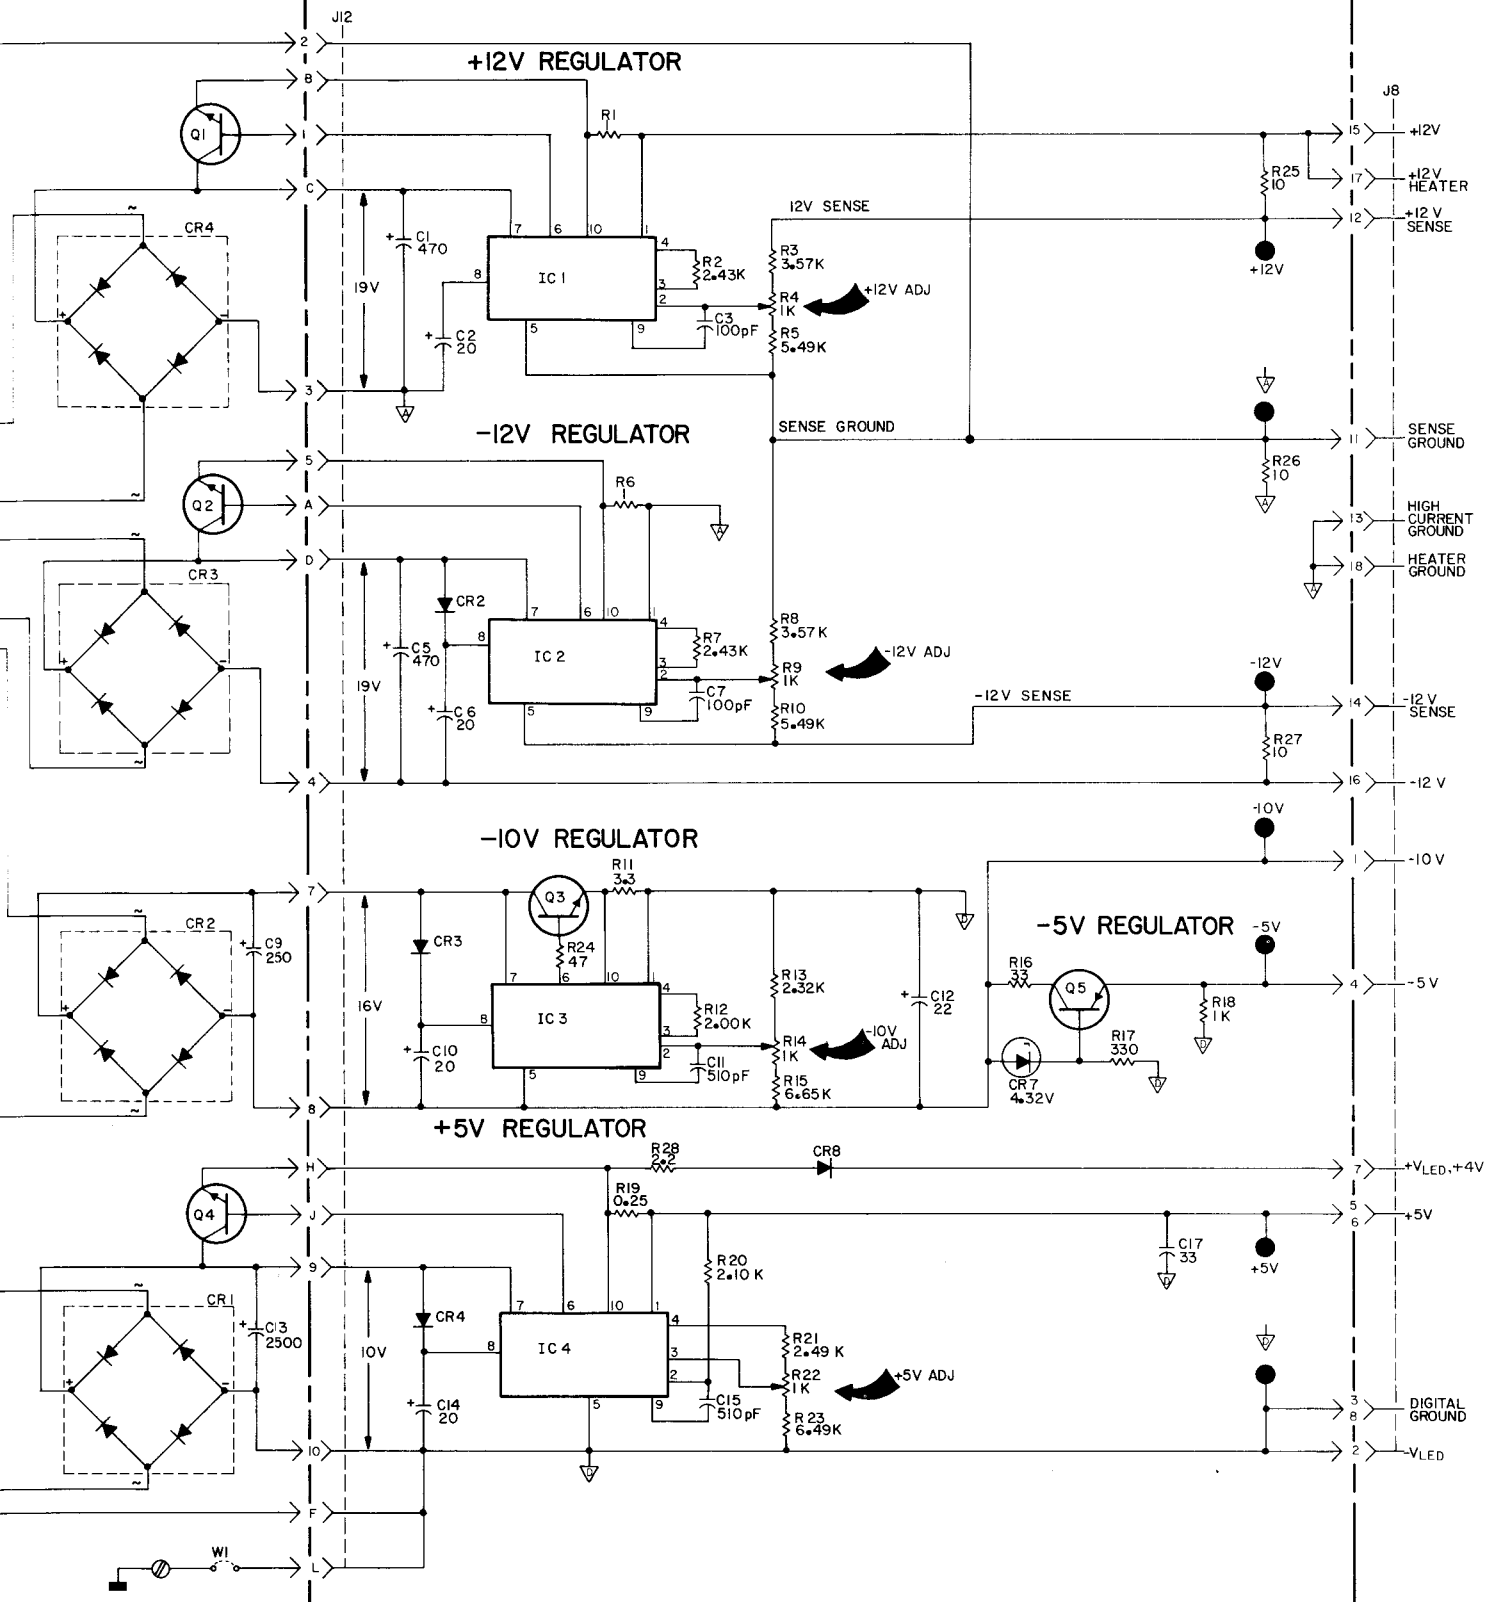 J12
2
+12V REGULATOR
B
J8
Q1
1
R1
15 +12V
C
R25
10
17 +12V
HEATER
12V SENSE
12 +12V
SENSE
CR4
+ C1
470
7 6 10 1
4
R2
2.43K
3
2
R3
3.57K
+12V
8
IC 1
19V
R4
1K
+12V ADJ
+ -
+ C2
20
5
9
C3
100pF
R5
5.49K
3
A
A
-12V REGULATOR
SENSE GROUND
11 SENSE
GROUND
5
R26
10
Q2
A
R6
A
A
HIGH
13 CURRENT
GROUND
D
18 HEATER
GROUND
A
CR3
CR2
7 6 10 1
4
R7
2.43K
3
2
R8
3.57K
8
IC 2
+ C5
470
19V
R9
1K
-12V ADJ
-12V
+ -
+ C6
20
5
9
C7
100pF
R10
5.49K
-12V SENSE
14 -12V
SENSE
R27
10
4
16 -12V
-10V
-10V REGULATOR
1 -10V
R11
3.3
7
Q3
D
CR2
+ C9
250
CR3
R24
47
-5V REGULATOR
-5V
7 6 10 1
4
R12
2.00K
3
2
R13
2.32K
R16
33
Q5
4 -5V
16V
8
IC 3
+ C12
22
R18
1K
+ -
R14
1K
-10V
ADJ
D
+ C10
20
5
9
C11
510pF
R15
6.65K
CR7
4.32V
R17
330
D
8
+5V REGULATOR
H
R28
2.2
CR8
7 +VLED,+4V
R19
0.25
Q4
J
5
6
+5V
9
R20
2.10K
C17
33
D
+5V
CR1
+ C13
2500
CR4
7 6 10 1
4
R21
2.49K
3
2
8
IC 4
10V
D
R22
1K
+5V ADJ
+ -
+ C14
20
5
9
C15
510pF
R23
6.49K
3
8
DIGITAL
GROUND
10
D
2 -VLED
F
W1
L